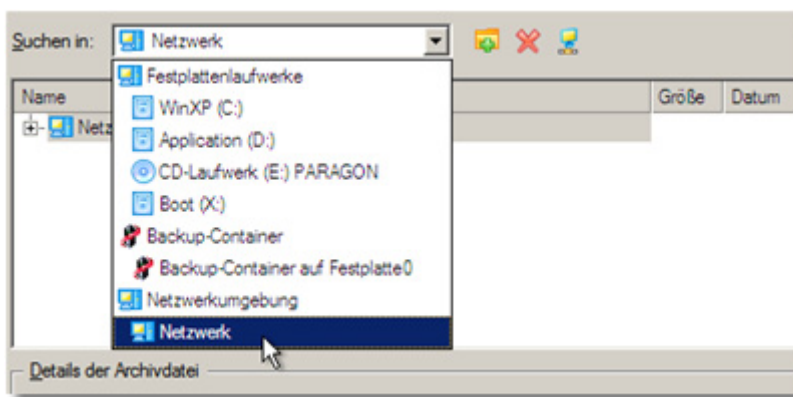 Suchen in: Netzwerk
Festplattenlaufwerke
Name Größe Datum
WinXP (C:)
Netz
Application (D:)
CD-Laufwerk (E:) PARAGON
Boot (X:)
Backup-Container
Backup-Container auf Festplatte0
Netzwerkumgebung
Netzwerk
Details der Archivdatei